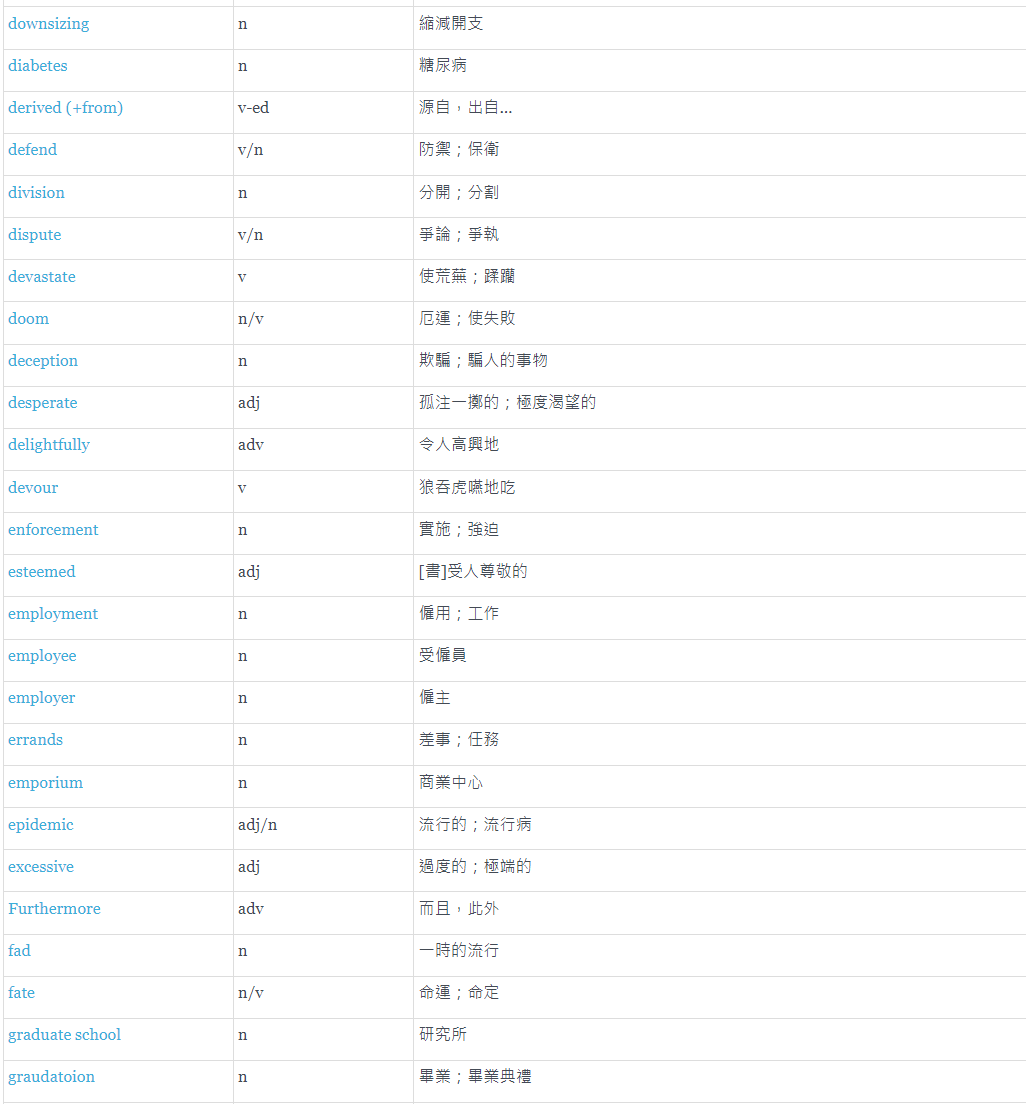 downsizing n 縮減開支
diabetes n 糖尿病
derived (+from) v-ed 源自，出自...
defend v/n 防禦；保衛
division n 分開；分割
dispute v/n 爭論；爭執
devastate v 使荒蕪；蹂躪
doom n/v 厄運；使失敗
deception n 欺騙；騙人的事物
desperate adj 孤注一擲的；極度渴望的
delightfully adv 令人高興地
devour v 狼吞虎嚥地吃
enforcement n 實施；強迫
esteemed adj [書]受人尊敬的
employment n 僱用；工作
employee n 受僱員
employer n 僱主
errands n 差事；任務
emporium n 商業中心
epidemic adj/n 流行的；流行病
excessive adj 過度的；極端的
Furthermore adv 而且，此外
fad n 一時的流行
fate n/v 命運；命定
graduate school n 研究所
graudatoion n 畢業；畢業典禮